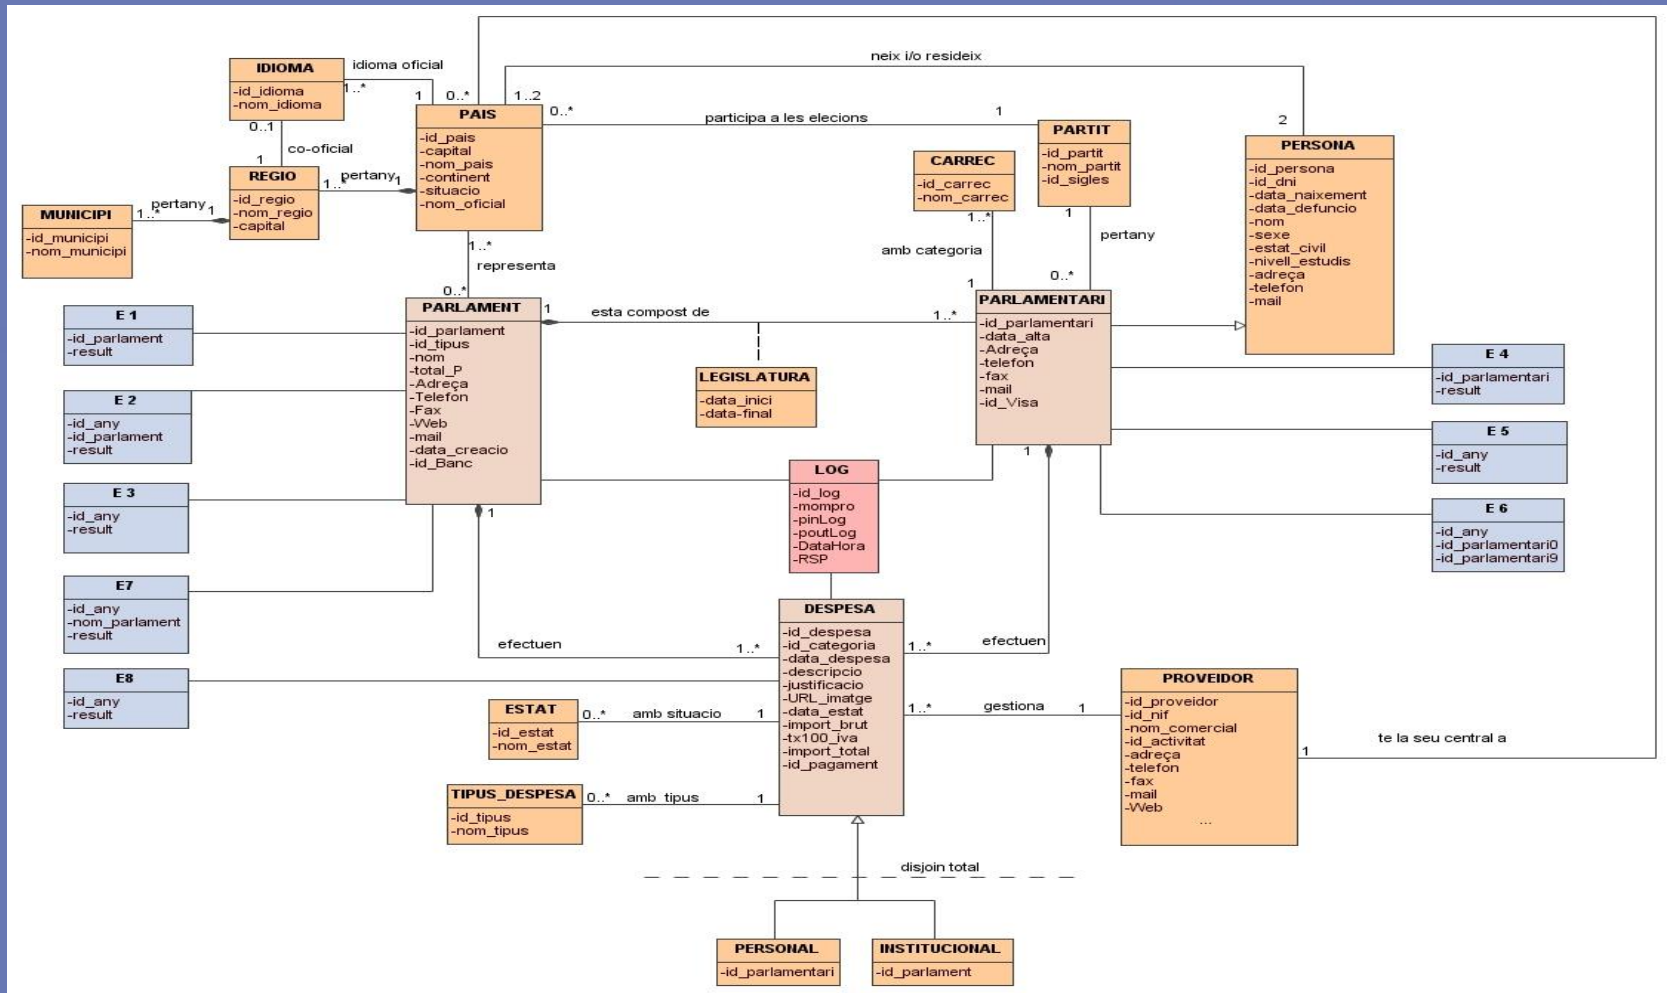 neix i/o resideix
IDIOMA
-id_idioma
-nom_idioma
idioma oficial
1..*
1
0..*
1..2
0..1
co-oficial
1
PAIS
-id_pais
-capital
-nom_pais
-continent
-situacio
-nom_oficial
0..*
participa a les elecions
1
PARTIT
-id_partit
-nom_partit
-id_sigles
1
pertany
0..*
2
PERSONA
-id_persona
-id_dni
-data_naixement
-data_defuncio
-nom
-sexe
-estat_civil
-nivell_estudis
-adreça
-telefon
-mail
CARREC
-id_carrec
-nom_carrec
1..*
amb categoria
1
REGIO
-id_regio
-nom_regio
-capital
1..*
pertany
1
MUNICIPI
-id_municipi
-nom_municipi
1..*
pertany
1
1..*
representa
0..*
PARLAMENT
-id_parlament
-id_tipus
-nom
-total_P
-Adreça
-Telefon
-Fax
-Web
-mail
-data_creacio
-id_Banc
1
esta compost de
1..*
LEGISLATURA
-data_inici
-data-final
PARLAMENTARI
-id_parlamentari
-data_alta
-Adreça
-telefon
-fax
-mail
-id_Visa
E 1
-id_parlament
-result
E 2
-id_any
-id_parlament
-result
E 3
-id_any
-result
E7
-id_any
-nom_parlament
-result
E8
-id_any
-result
E 4
-id_parlamentari
-result
E 5
-id_any
-result
E 6
-id_any
-id_parlamentari0
-id_parlamentari9
LOG
-id_log
-mompro
-pinLog
-poutLog
-DataHora
-RSP
1
efectuen
1..*
1
efectuen
1..*
DESPESA
-id_despesa
-id_categoria
-data_despesa
-descripcio
-justificacio
-URL_imatge
-data_estat
-import_brut
-tx100_iva
-import_total
-id_pagament
ESTAT
-id_estat
-nom_estat
0..*
amb situacio
1
TIPUS_DESPESA
-id_tipus
-nom_tipus
0..*
amb tipus
1
1..*
gestiona
1
PROVEIDOR
-id_proveidor
-id_nif
-nom_comercial
-id_activitat
-adreça
-telefon
-fax
-mail
-Web
...
1
te la seu central a
disjoin total
PERSONAL
-id_parlamentari
INSTITUCIONAL
-id_parlament